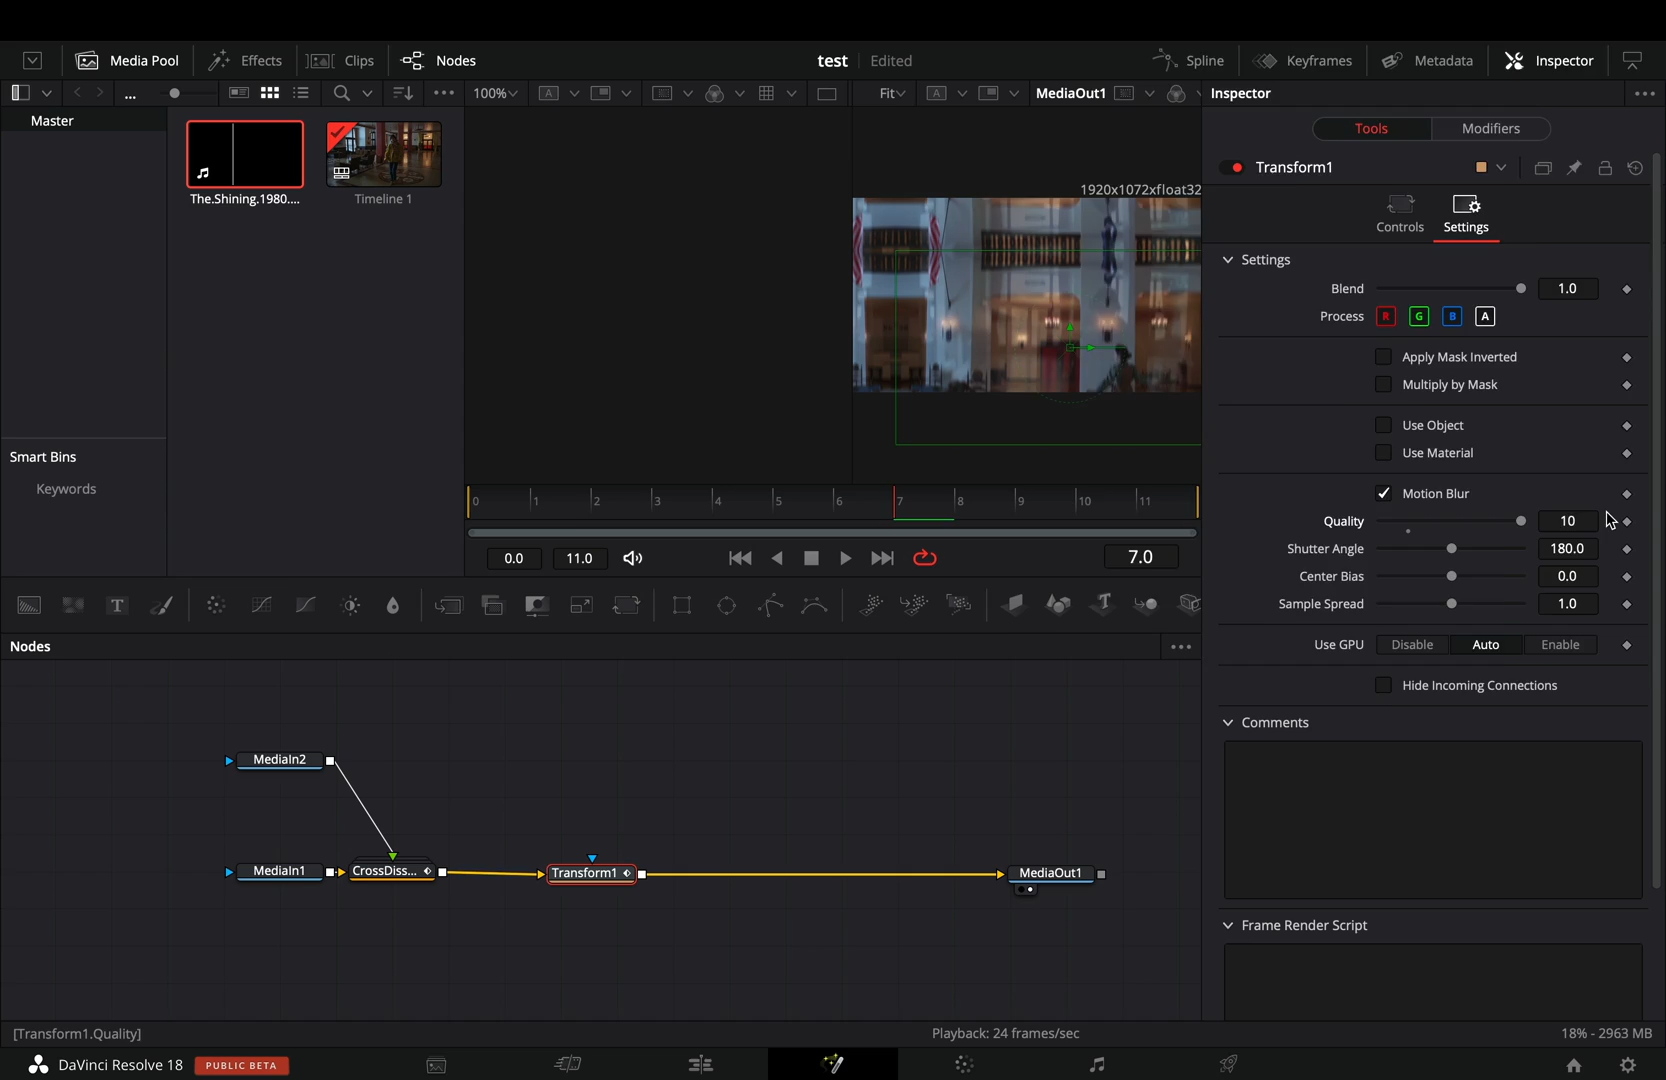 Media Pool Effects Clips Nodes test Edited Spline Keyframes Metadata Inspector
... 100% A Fit A MediaOut1 Inspector
Master
Tools Modifiers
Transform1
The.Shining.1980.... Timeline 1
1920x1072xfloat32
Controls Settings
Settings
Blend 1.0
Process R G B A
Apply Mask Inverted
Multiply by Mask
Use Object
Use Material
Smart Bins
Keywords
Motion Blur
0 1 2 3 4 5 6 7 8 9 10 11
Quality 10
Shutter Angle 180.0
0.0 11.0 7.0
Center Bias 0.0
Sample Spread 1.0
T T
Use GPU Disable Auto Enable
Nodes
Hide Incoming Connections
Comments
MediaIn2
MediaIn1 CrossDiss... Transform1 MediaOut1
Frame Render Script
[Transform1.Quality] Playback: 24 frames/sec 18% - 2963 MB
DaVinci Resolve 18 PUBLIC BETA